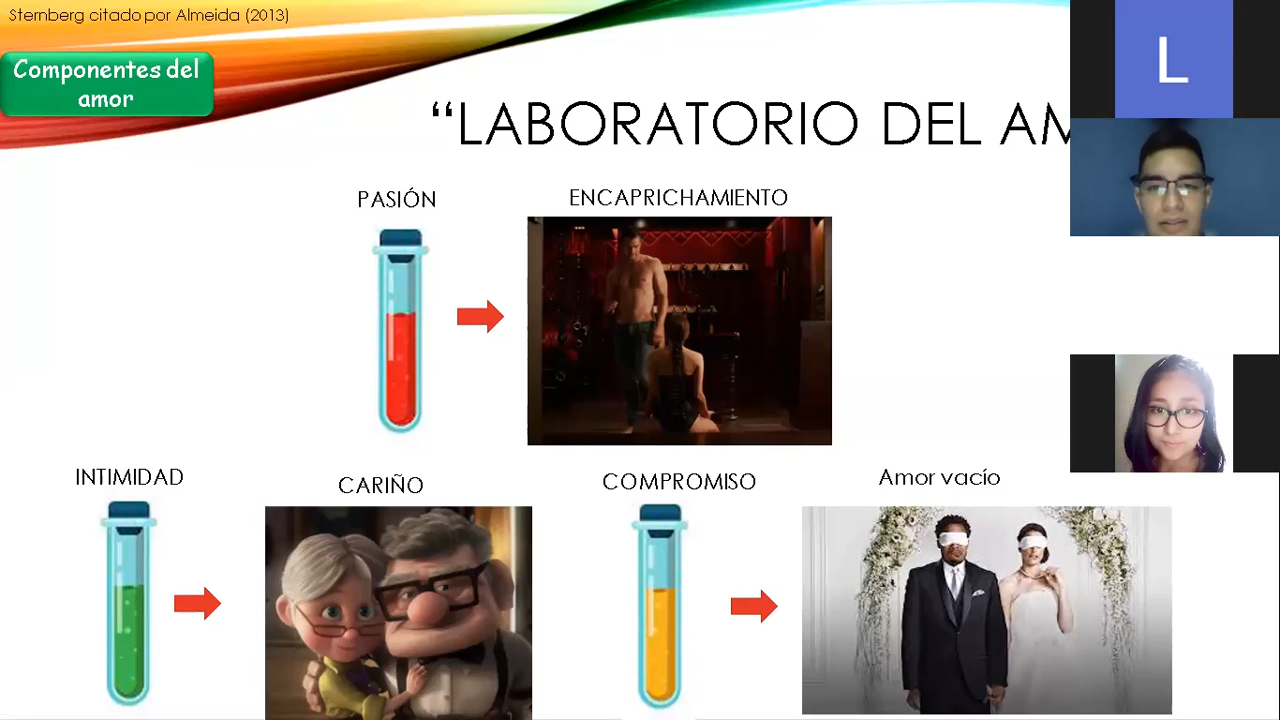 Sternberg citado por Almeida (2013)
Componentes del
amor
“LABORATORIO DEL AM
L
PASIÓN
ENCAPRICHAMIENTO
INTIMIDAD
CARIÑO
COMPROMISO
Amor vacío